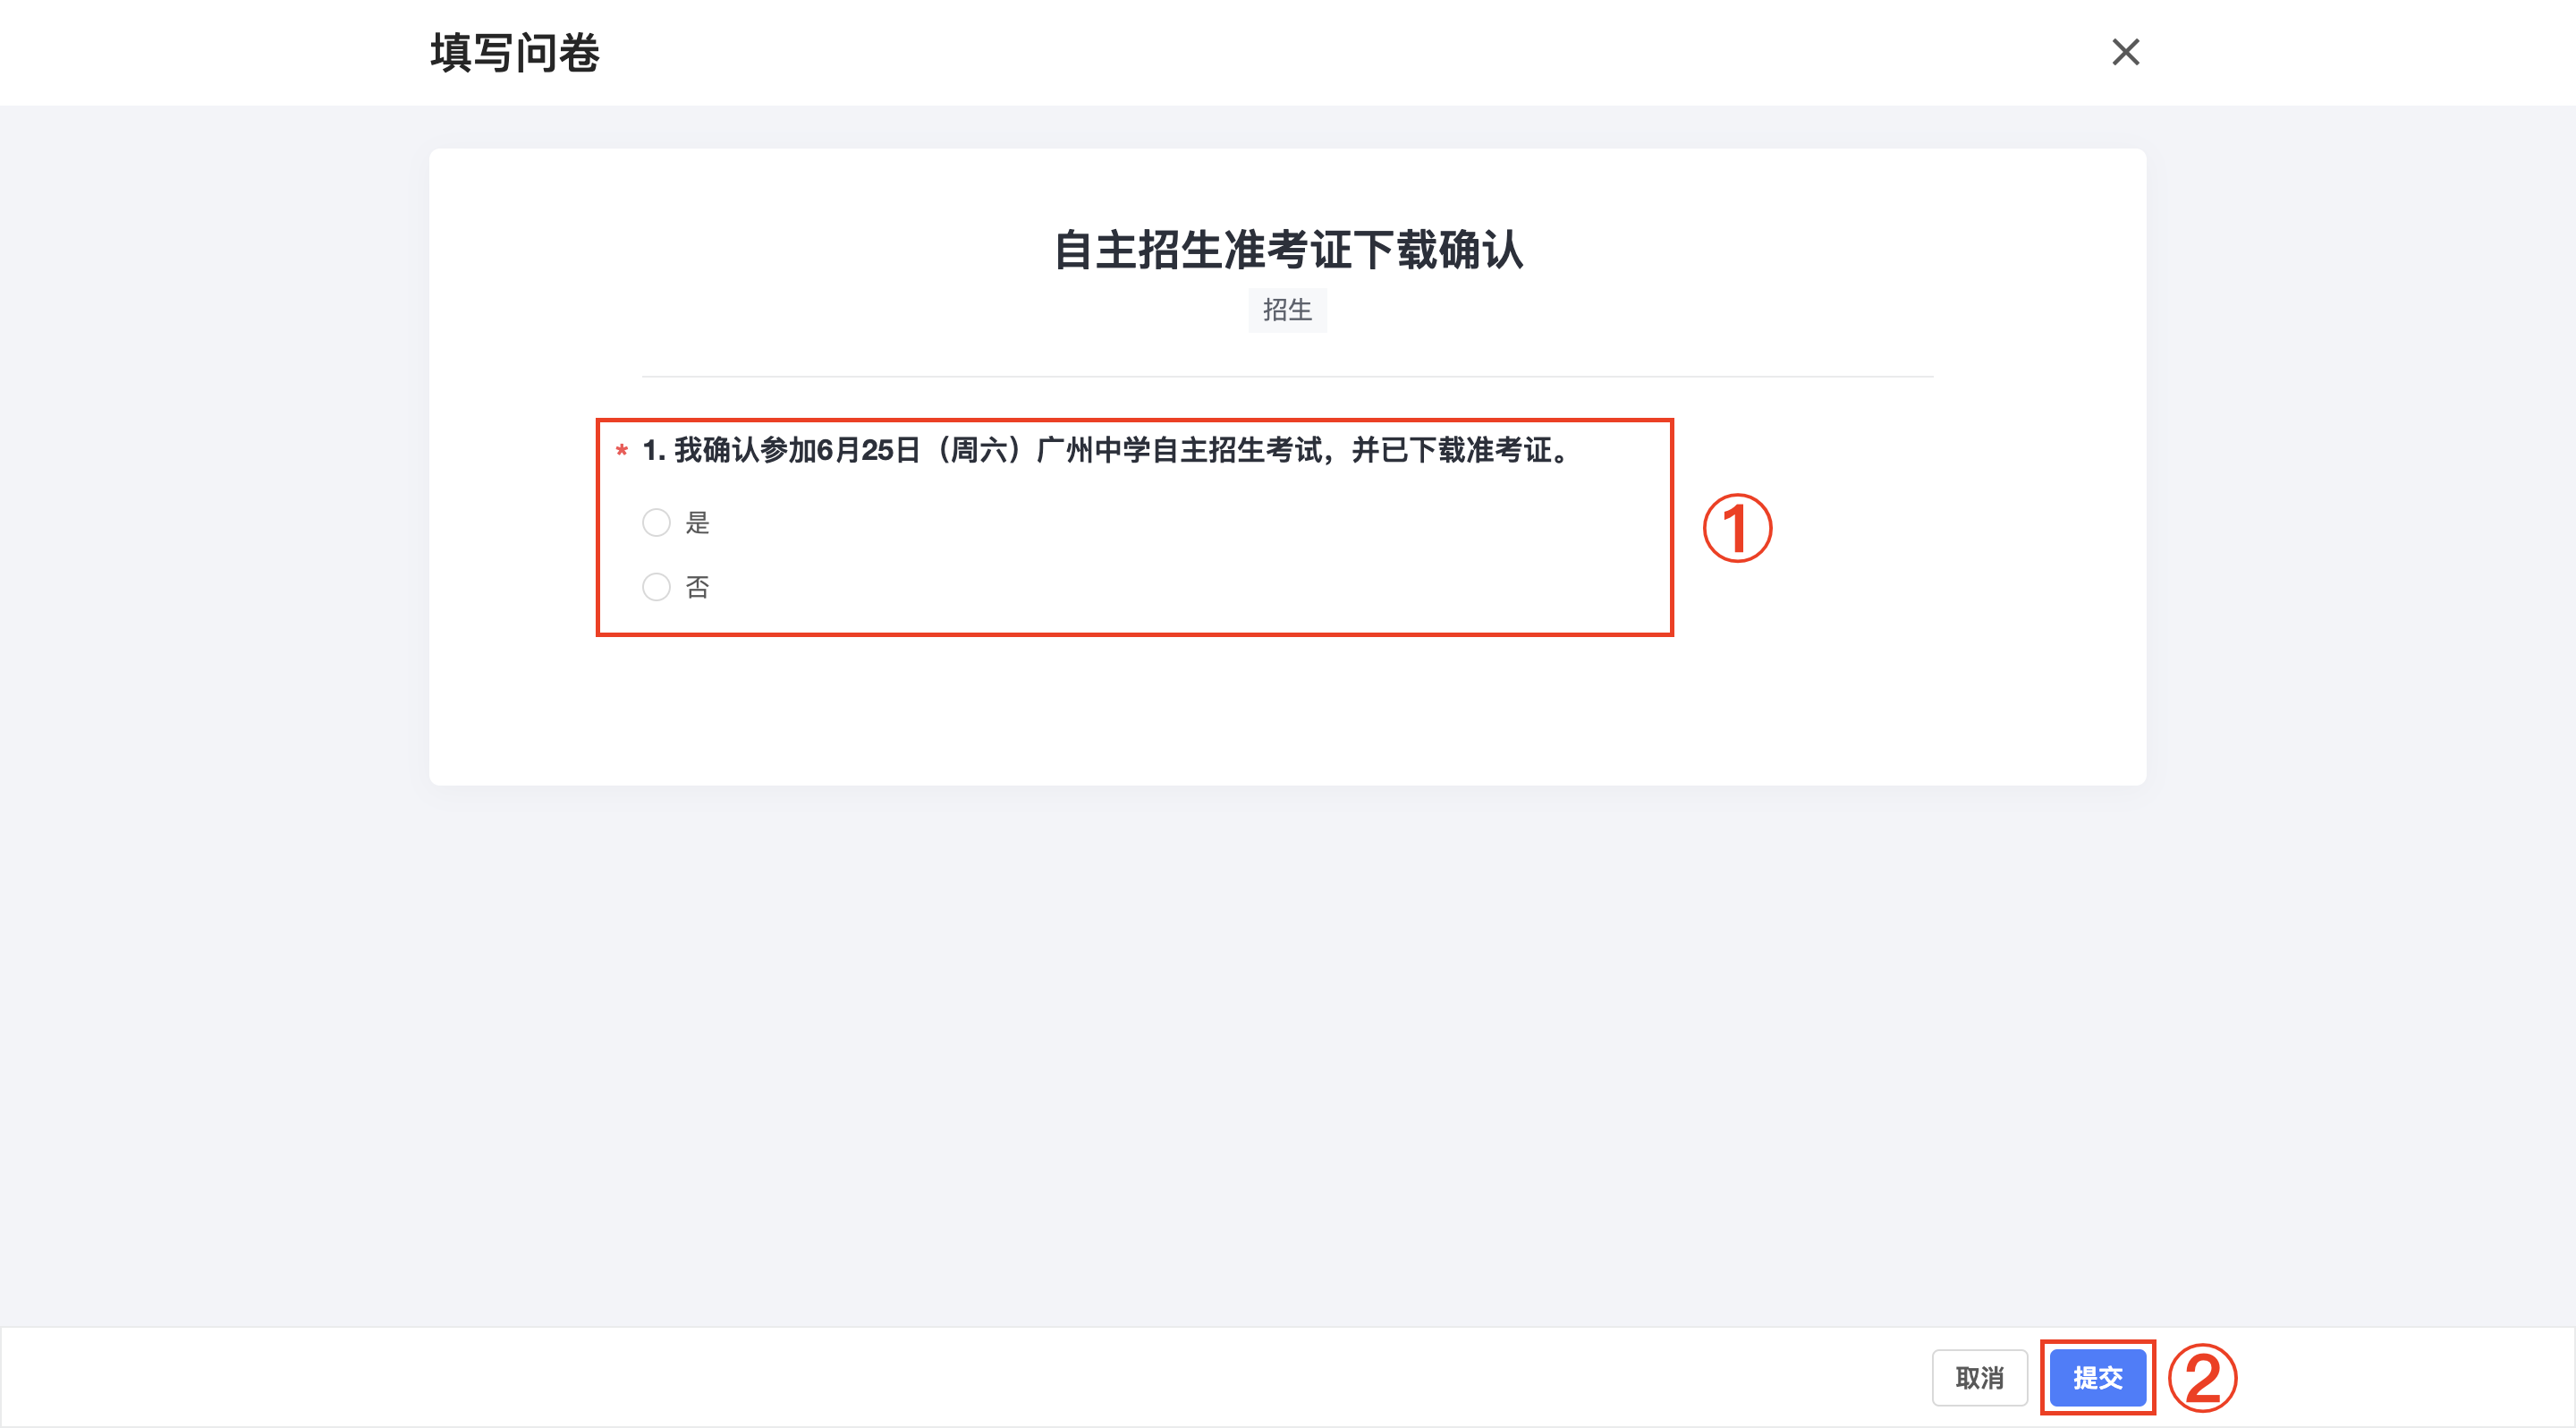 填写问卷
自主招生准考证下载确认
招生
* 1. 我确认参加6月25日（周六）广州中学自主招生考试，并已下载准考证。
是
否
①
取消
提交
②